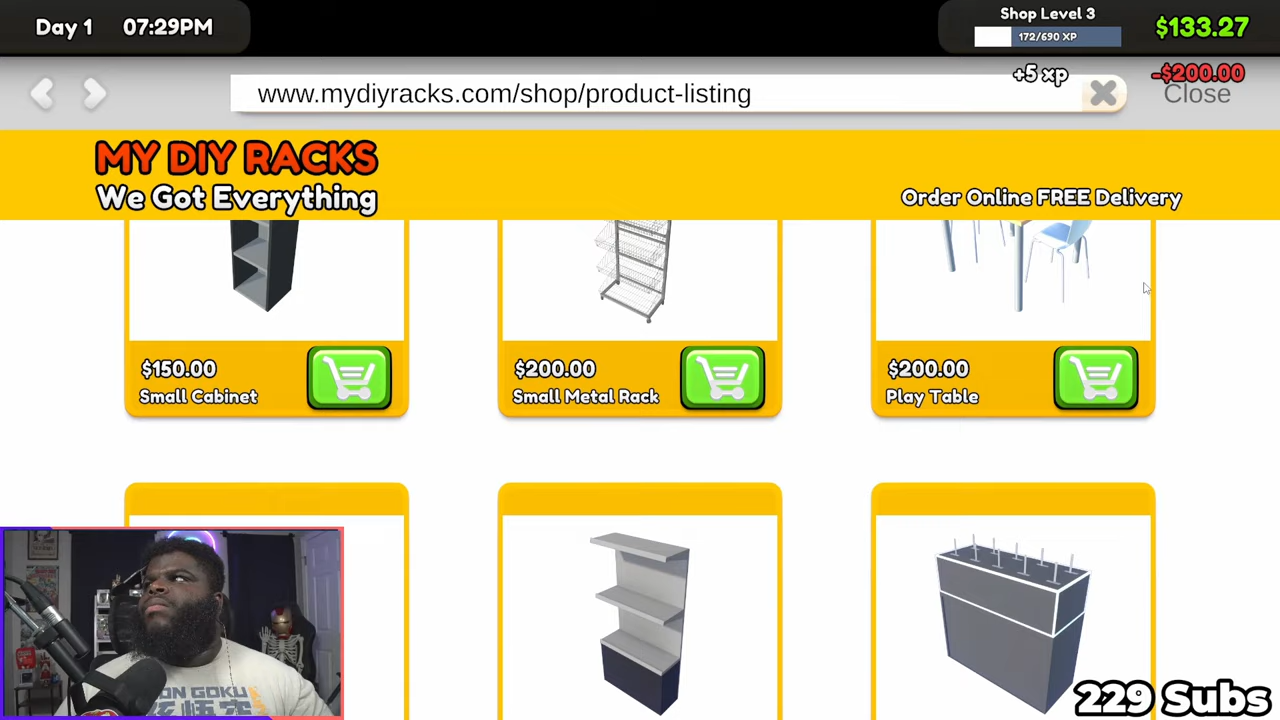 Day 1 07:29PM
Shop Level 3
172/690 XP
$133.27
+5 xp
-$200.00
www.mydiyracks.com/shop/product-listing
Close
MY DIY RACKS
We Got Everything
Order Online FREE Delivery
$150.00
Small Cabinet
$200.00
Small Metal Rack
$200.00
Play Table
ON GOKU
229 Subs